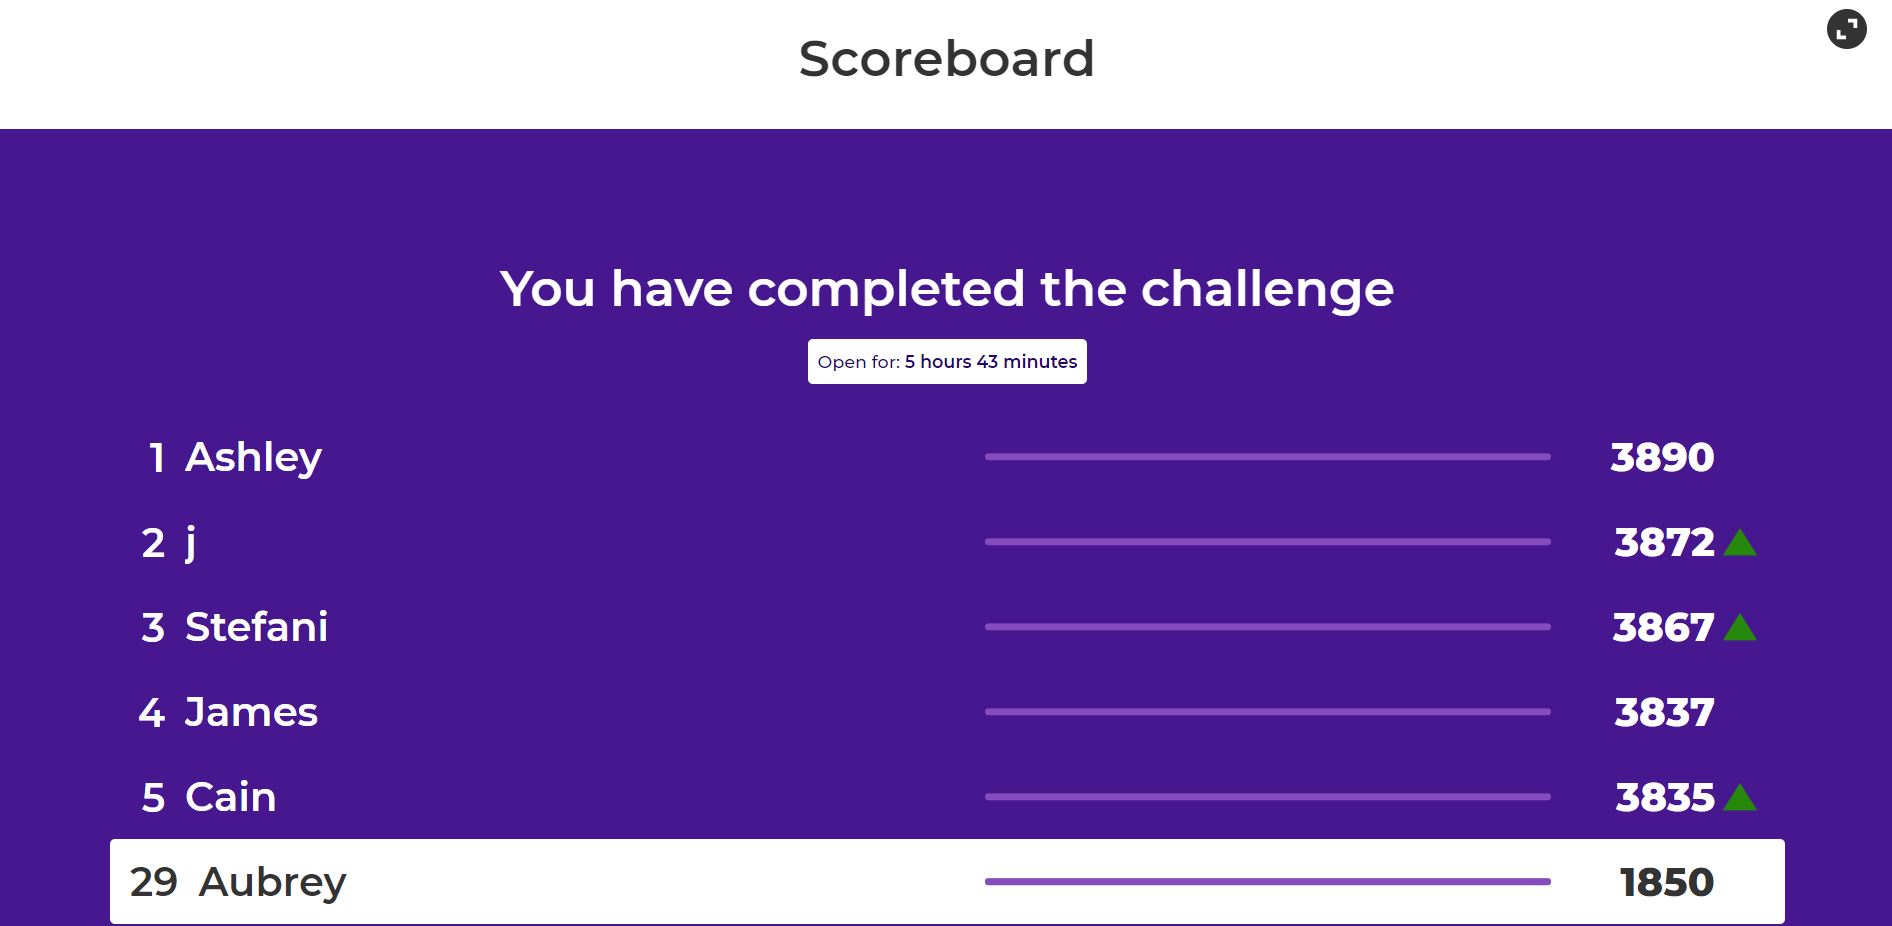 Scoreboard
You have completed the challenge
Open for: 5 hours 43 minutes
1 Ashley 3890
2 j 3872
3 Stefani 3867
4 James 3837
5 Cain 3835
29 Aubrey 1850